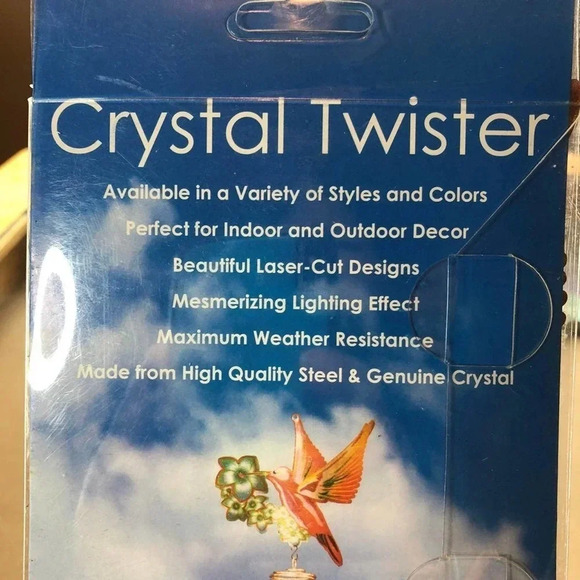 Crystal Twister
Available in a Variety of Styles and Colors
Perfect for Indoor and Outdoor Decor
Beautiful Laser-Cut Designs
Mesmerizing Lighting Effect
Maximum Weather Resistance
Made from High Quality Steel & Genuine Crystal